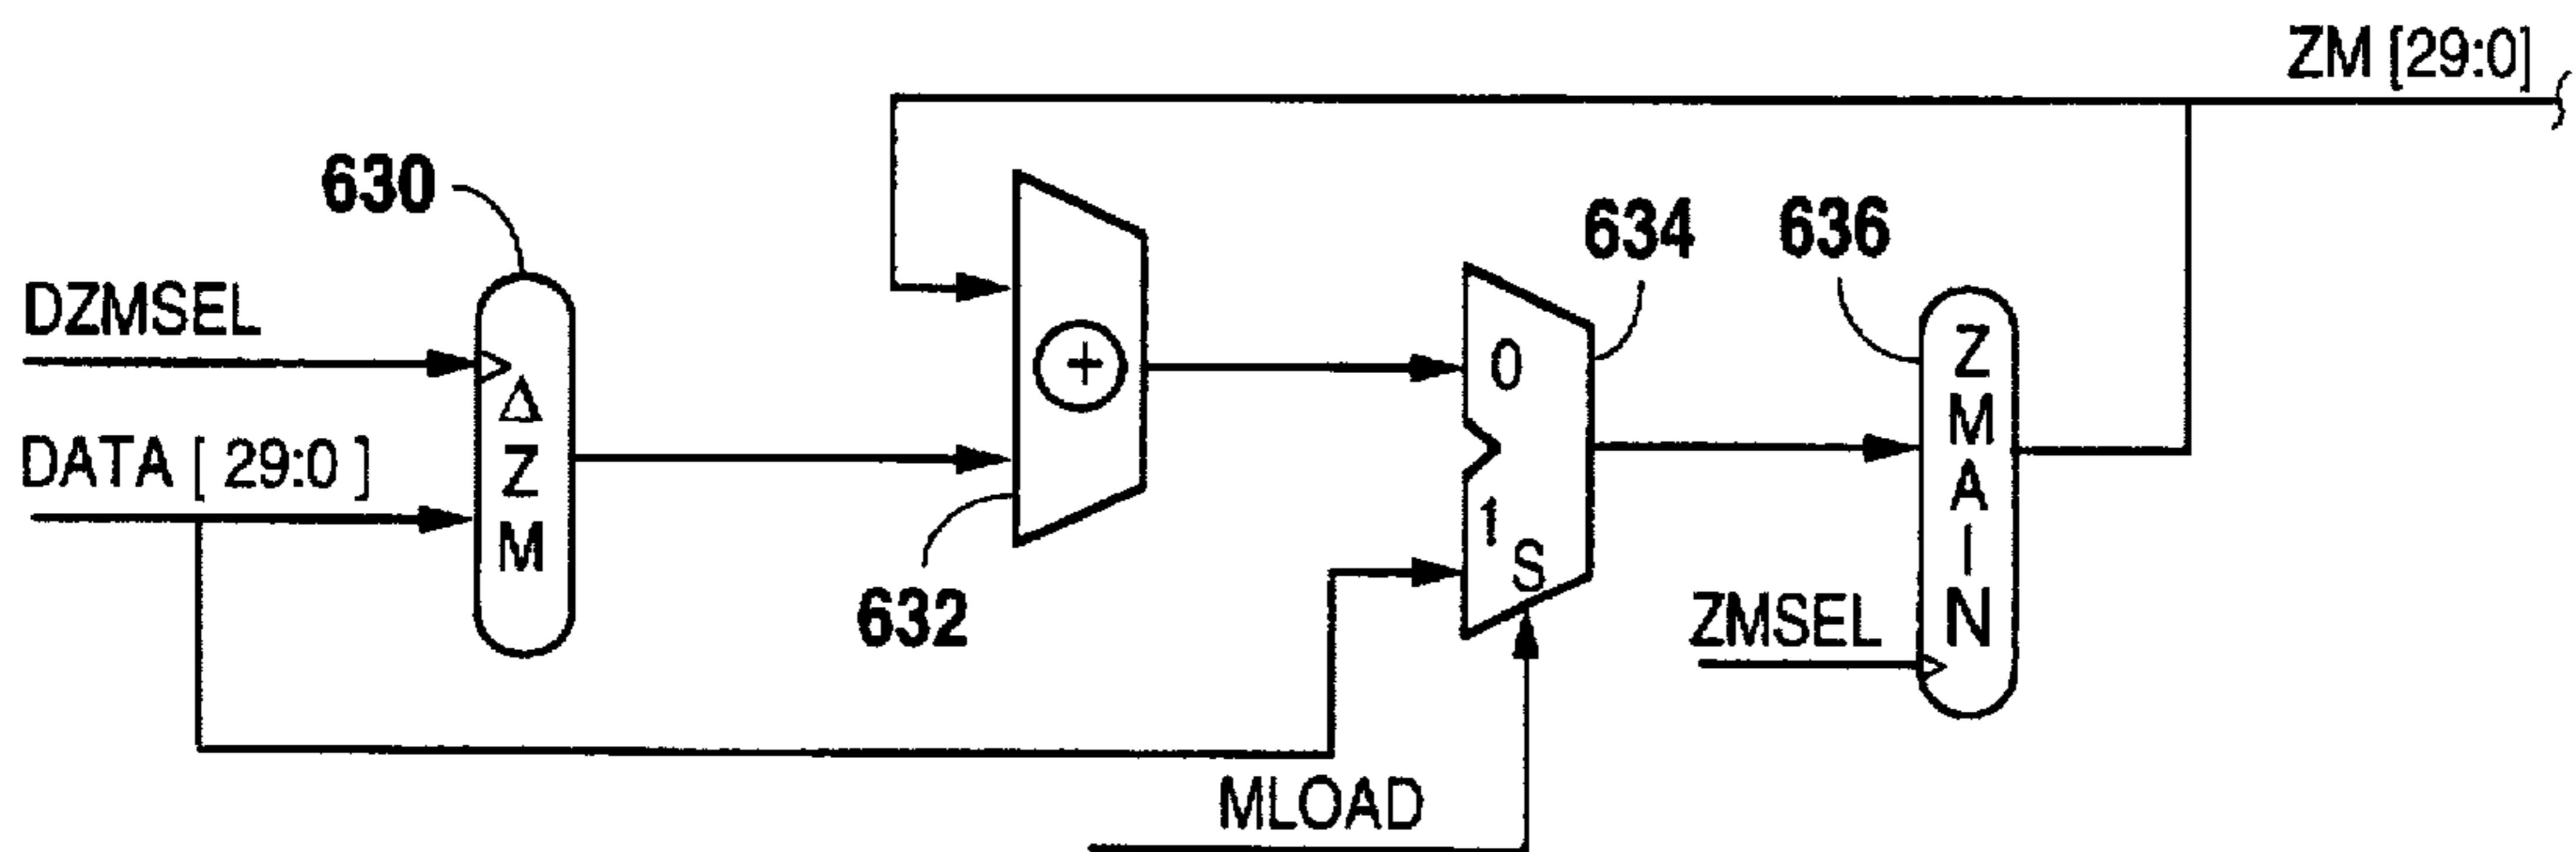 ZM [29:0]
630
634
636
DZMSEL
DATA [ 29:0 ]
Δ
Z
M
+
632
0
1
S
Z
M
A
I
N
ZMSEL
MLOAD